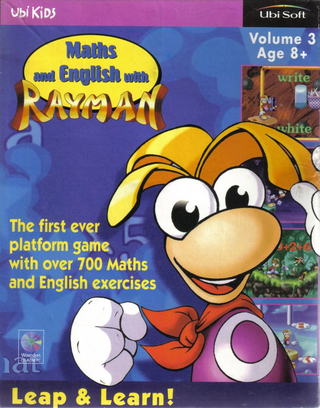 Ubi Kids
Ubi Soft
Volume 3
Age 8+
Maths
and English with
RAYMAN
write
white
The first ever
platform game
with over 700 Maths
and English exercises
Leap & Learn!